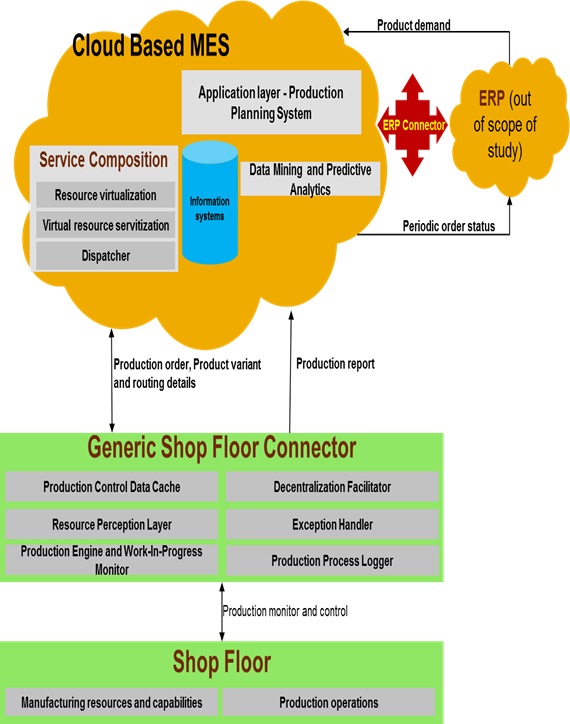 Product demand
Cloud Based MES
Application layer - Production
Planning System
ERP (out
of scope of
study)
ERP Connector
Service Composition
Resource virtualization
Virtual resource servitization
Dispatcher
Information
systems
Data Mining and Predictive
Analytics
Periodic order status
Production order, Product variant
and routing details
Production report
Generic Shop Floor Connector
Production Control Data Cache
Decentralization Facilitator
Resource Perception Layer
Exception Handler
Production Engine and Work-In-Progress
Monitor
Production Process Logger
Production monitor and control
Shop Floor
Manufacturing resources and capabilities
Production operations